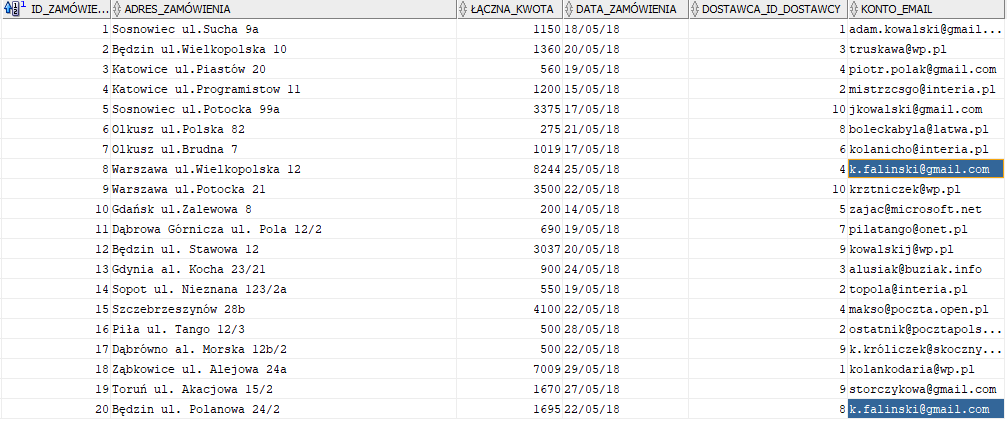 ID_ZAMÓWIE... ADRES_ZAMÓWIENIA ŁĄCZNA_KWOTA DATA_ZAMÓWIENIA DOSTAWCA_ID_DOSTAWCY KONTO_EMAIL
1 Sosnowiec ul.Sucha 9a 1150 18/05/18 1 adam.kowalski@gmail...
2 Będzin ul.Wielkopolska 10 1360 20/05/18 3 truskawa@wp.pl
3 Katowice ul.Piastów 20 560 19/05/18 4 piotr.polak@gmail.com
4 Katowice ul.Programistow 11 1200 15/05/18 2 mistrzcsgo@interia.pl
5 Sosnowiec ul.Potocka 99a 3375 17/05/18 10 jkowalski@gmail.com
6 Olkusz ul.Polska 82 275 21/05/18 8 boleckabyla@latwa.pl
7 Olkusz ul.Brudna 7 1019 17/05/18 6 kolanicho@interia.pl
8 Warszawa ul.Wielkopolska 12 8244 25/05/18 4 k.falinski@gmail.com
9 Warszawa ul.Potocka 21 3500 22/05/18 10 krztniczek@wp.pl
10 Gdańsk ul.Zalewowa 8 200 14/05/18 5 zajac@microsoft.net
11 Dąbrowa Górnicza ul. Pola 12/2 690 19/05/18 7 pilatango@onet.pl
12 Będzin ul. Stawowa 12 3037 20/05/18 9 kowalskij@wp.pl
13 Gdynia al. Kocha 23/21 900 24/05/18 3 alusiak@buziak.info
14 Sopot ul. Nieznana 123/2a 550 19/05/18 2 topola@interia.pl
15 Szczebrzeszynów 28b 4100 22/05/18 4 makso@poczta.open.pl
16 Piła ul. Tango 12/3 500 28/05/18 2 ostatnik@pocztapols...
17 Dąbrówno al. Morska 12b/2 500 22/05/18 9 k.króliczek@skoczny...
18 Ząbkowice ul. Alejowa 24a 7009 29/05/18 1 kolankodaria@wp.pl
19 Toruń ul. Akacjowa 15/2 1670 27/05/18 9 storczykowa@gmail.com
20 Będzin ul. Polanowa 24/2 1695 22/05/18 8 k.falinski@gmail.com